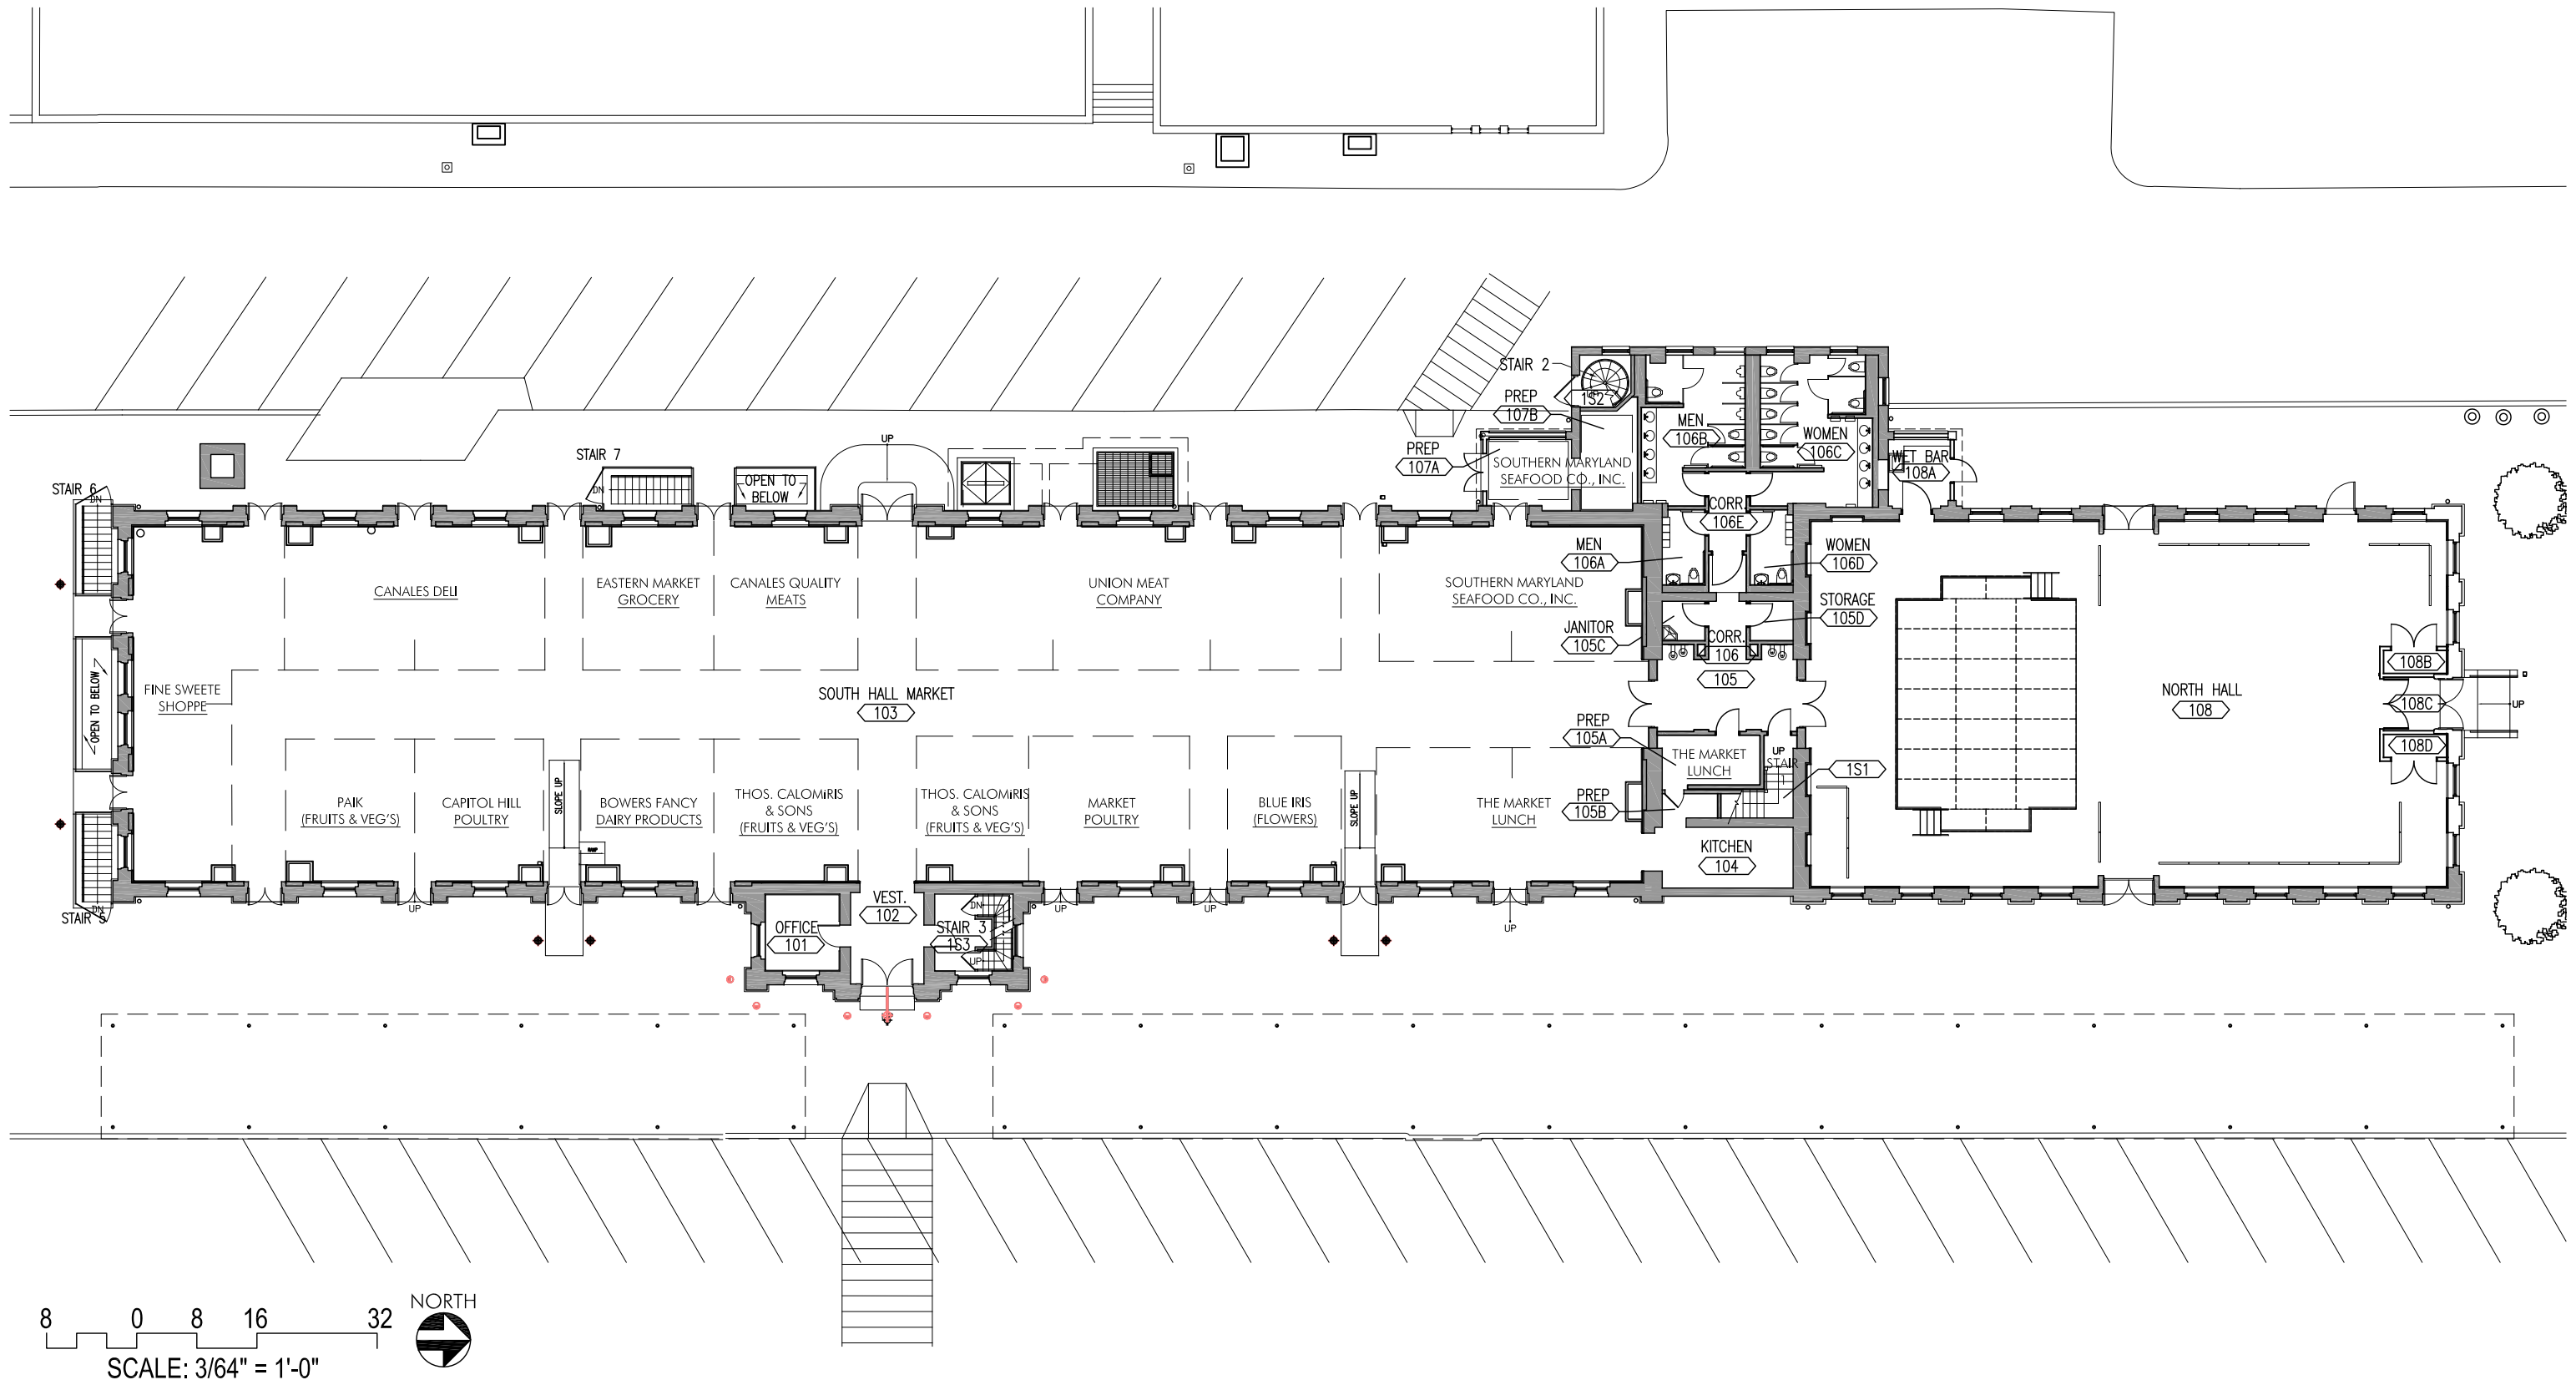 STAIR 2
1S2
PREP
107B
PREP
107A
SOUTHERN MARYLAND
SEAFOOD CO., INC.
MEN
106B
WOMEN
106C
WET BAR
108A
UP
STAIR 7
DN
OPEN TO
BELOW
STAIR 6
DN
CORR.
106E
MEN
106A
WOMEN
106D
CANALES DELI
EASTERN MARKET
GROCERY
CANALES QUALITY
MEATS
UNION MEAT
COMPANY
SOUTHERN MARYLAND
SEAFOOD CO., INC.
STORAGE
105D
JANITOR
105C
CORR.
106
105
OPEN TO BELOW
FINE SWEETE
SHOPPE
SOUTH HALL MARKET
103
NORTH HALL
108
108B
108C
108D
UP
PREP
105A
THE MARKET
LUNCH
UP
STAIR
1S1
PREP
105B
KITCHEN
104
PAIK
(FRUITS & VEG'S)
CAPITOL HILL
POULTRY
SLOPE UP
RAMP
BOWERS FANCY
DAIRY PRODUCTS
THOS. CALOMiRIS
& SONS
(FRUITS & VEG'S)
THOS. CALOMiRIS
& SONS
(FRUITS & VEG'S)
MARKET
POULTRY
BLUE IRIS
(FLOWERS)
SLOPE UP
THE MARKET
LUNCH
DN
STAIR 5
UP
OFFICE
101
VEST.
102
DN
STAIR 3
1S3
UP
UP
UP
UP
8 0 8 16 32
SCALE: 3/64" = 1'-0"
NORTH